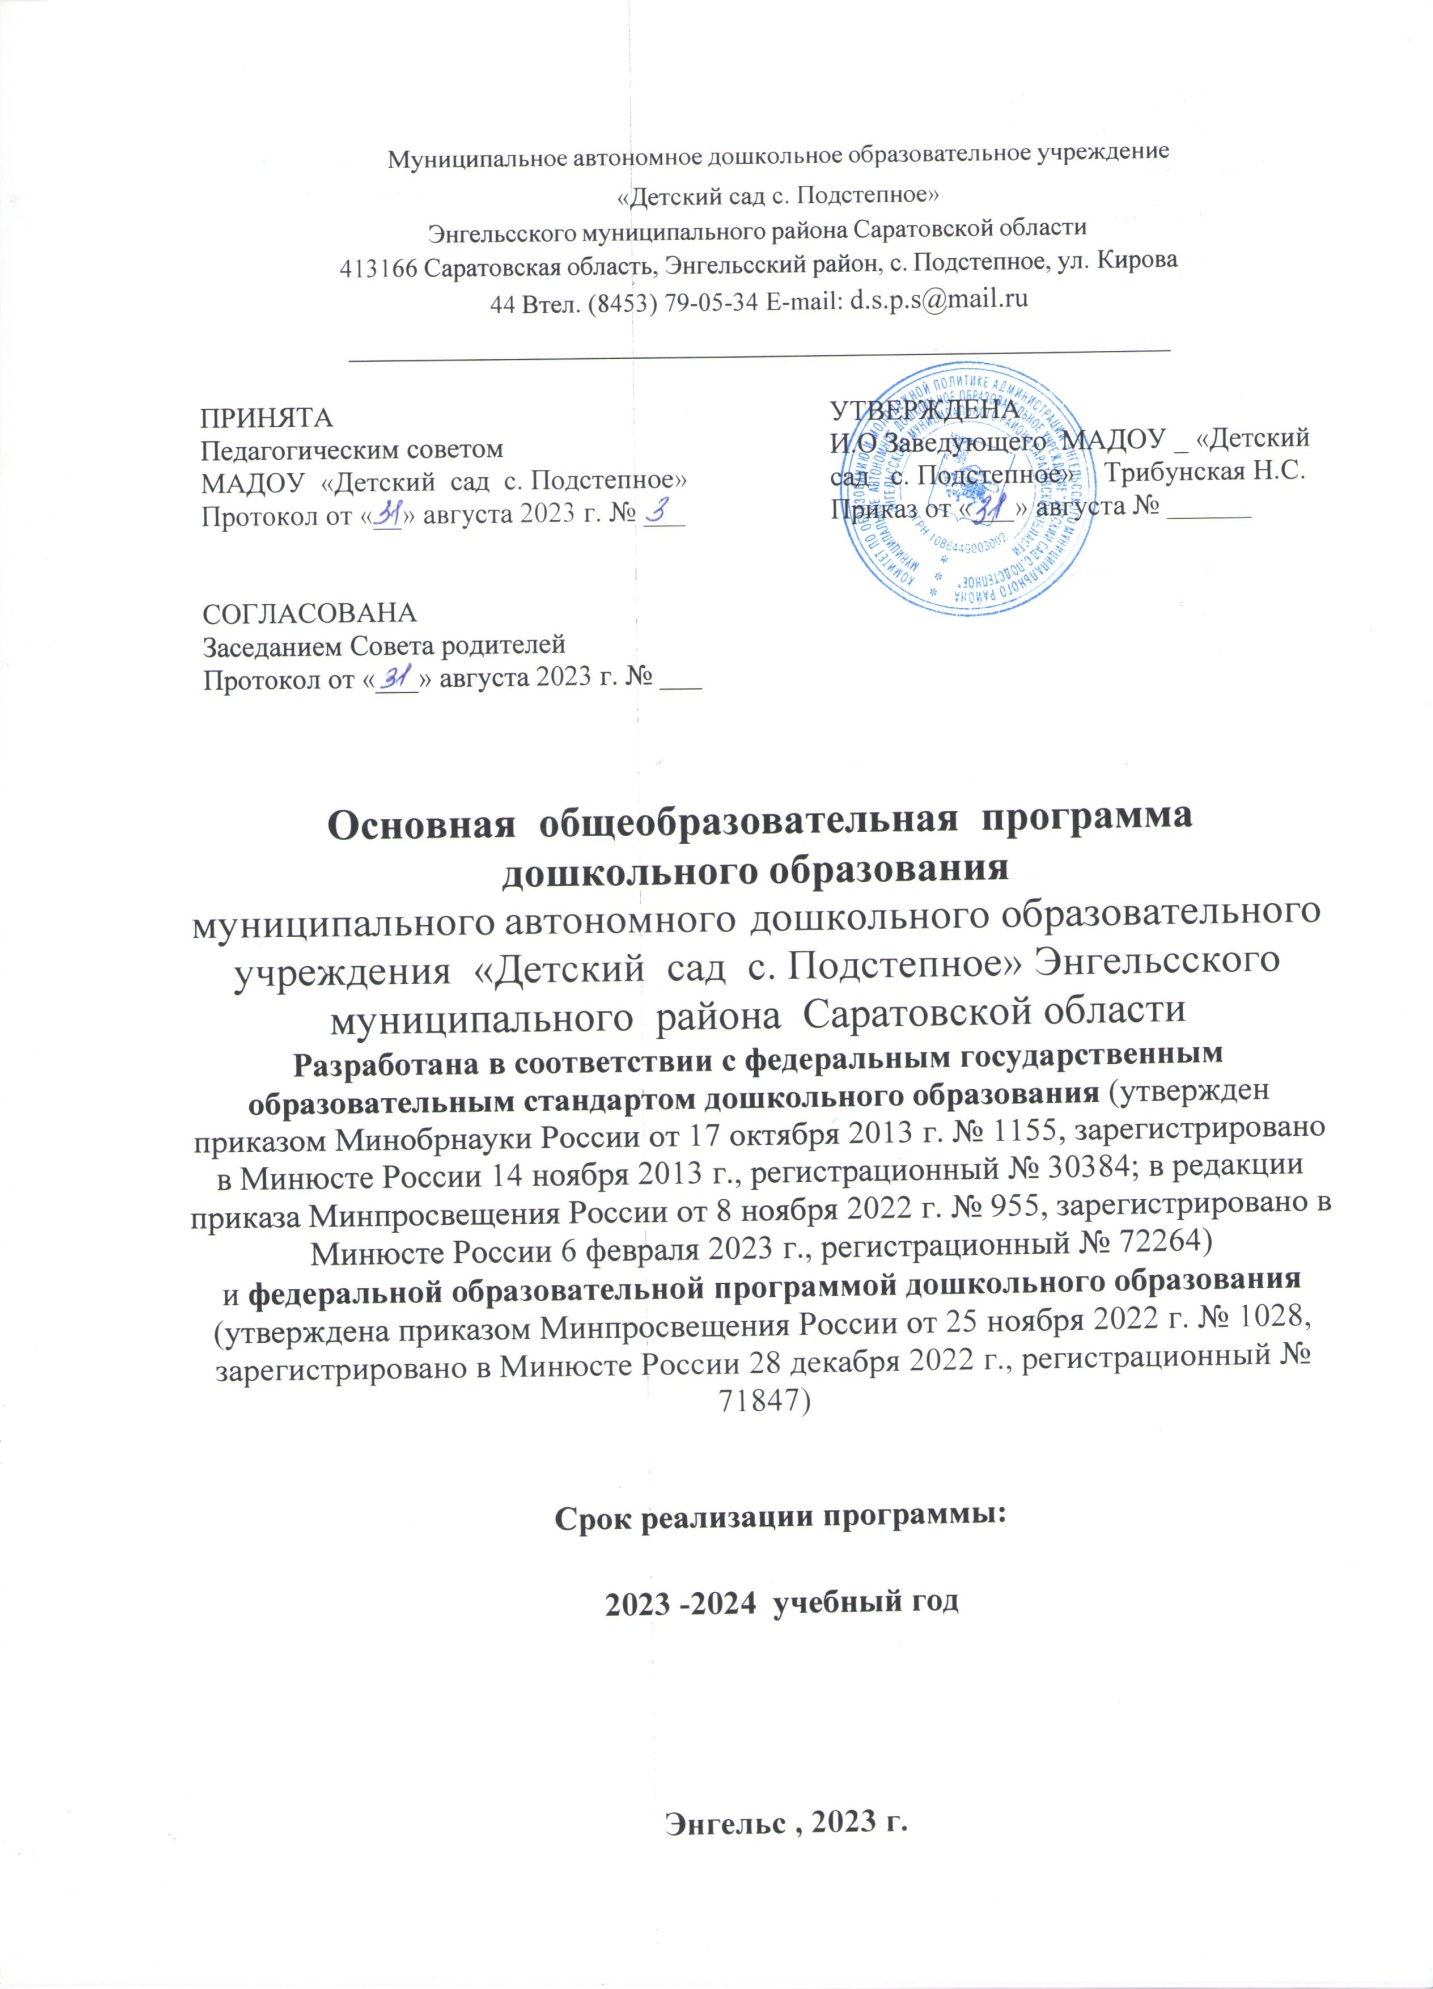 Муниципальное автономное дошкольное образовательное учреждение
«Детский сад с. Подстепное»
Энгельсского муниципального района Саратовской области
413166 Саратовская область, Энгельсский район, с. Подстепное, ул. Кирова
44 Втел. (8453) 79-05-34 E-mail: d.s.p.s@mail.ru
ПРИНЯТА
Педагогическим советом
МАДОУ «Детский сад с. Подстепное»
Протокол от «31» августа 2023 г. № 3
УТВЕРЖДЕНА
И.О Заведующего МАДОУ _ «Детский
сад с. Подстепное» Трибунская Н.С.
Приказ от «31» августа № ______
СОГЛАСОВАНА
Заседанием Совета родителей
Протокол от «31» августа 2023 г. № ___
Основная общеобразовательная программа
дошкольного образования
муниципального автономного дошкольного образовательного
учреждения «Детский сад с. Подстепное» Энгельсского
муниципального района Саратовской области
Разработана в соответствии с федеральным государственным
образовательным стандартом дошкольного образования (утвержден
приказом Минобрнауки России от 17 октября 2013 г. № 1155, зарегистрировано
в Минюсте России 14 ноября 2013 г., регистрационный № 30384; в редакции
приказа Минпросвещения России от 8 ноября 2022 г. № 955, зарегистрировано в
Минюсте России 6 февраля 2023 г., регистрационный № 72264)
и федеральной образовательной программой дошкольного образования
(утверждена приказом Минпросвещения России от 25 ноября 2022 г. № 1028,
зарегистрировано в Минюсте России 28 декабря 2022 г., регистрационный №
71847)
Срок реализации программы:
2023 -2024 учебный год
Энгельс , 2023 г.